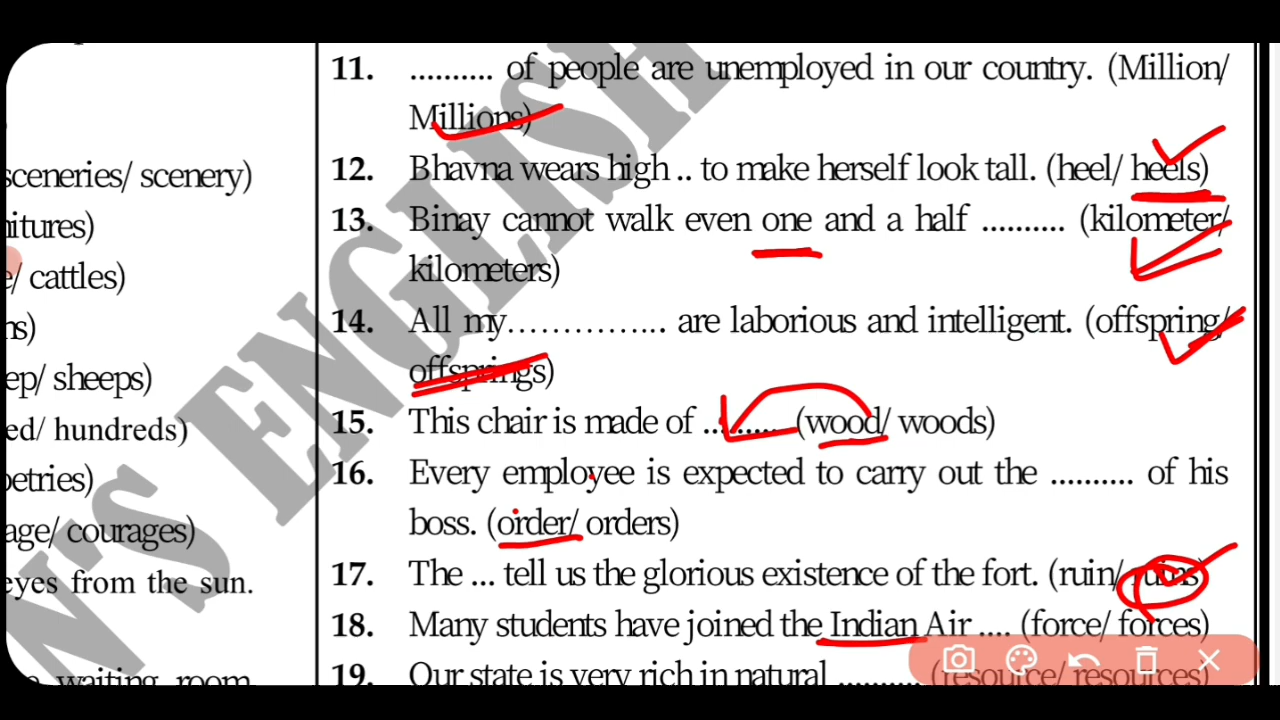 sceneries/ scenery)
nitures)
e/ cattles)
ns)
ep/ sheeps)
ed/ hundreds)
petries)
age/ courages)
eyes from the sun.
waiting room
11. .......... of people are unemployed in our country. (Million/
Millions)
12. Bhavna wears high .. to make herself look tall. (heel/ heels)
13. Binay cannot walk even one and a half .......... (kilometer/
kilometers)
14. All my…………….. are laborious and intelligent. (offspring/
offsprings)
15. This chair is made of .......... (wood/ woods)
16. Every employee is expected to carry out the .......... of his
boss. (order/ orders)
17. The ... tell us the glorious existence of the fort. (ruin/ ruins)
18. Many students have joined the Indian Air .... (force/ forces)
19. Our state is very rich in natural .......... (resource/ resources)
N'S ENGLISH